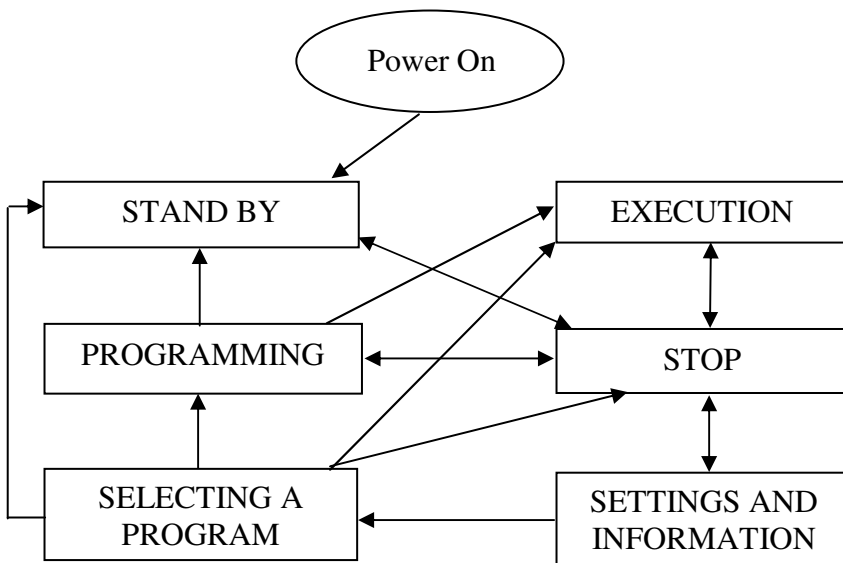 Power On
STAND BY
EXECUTION
PROGRAMMING
STOP
SELECTING A
PROGRAM
SETTINGS AND
INFORMATION